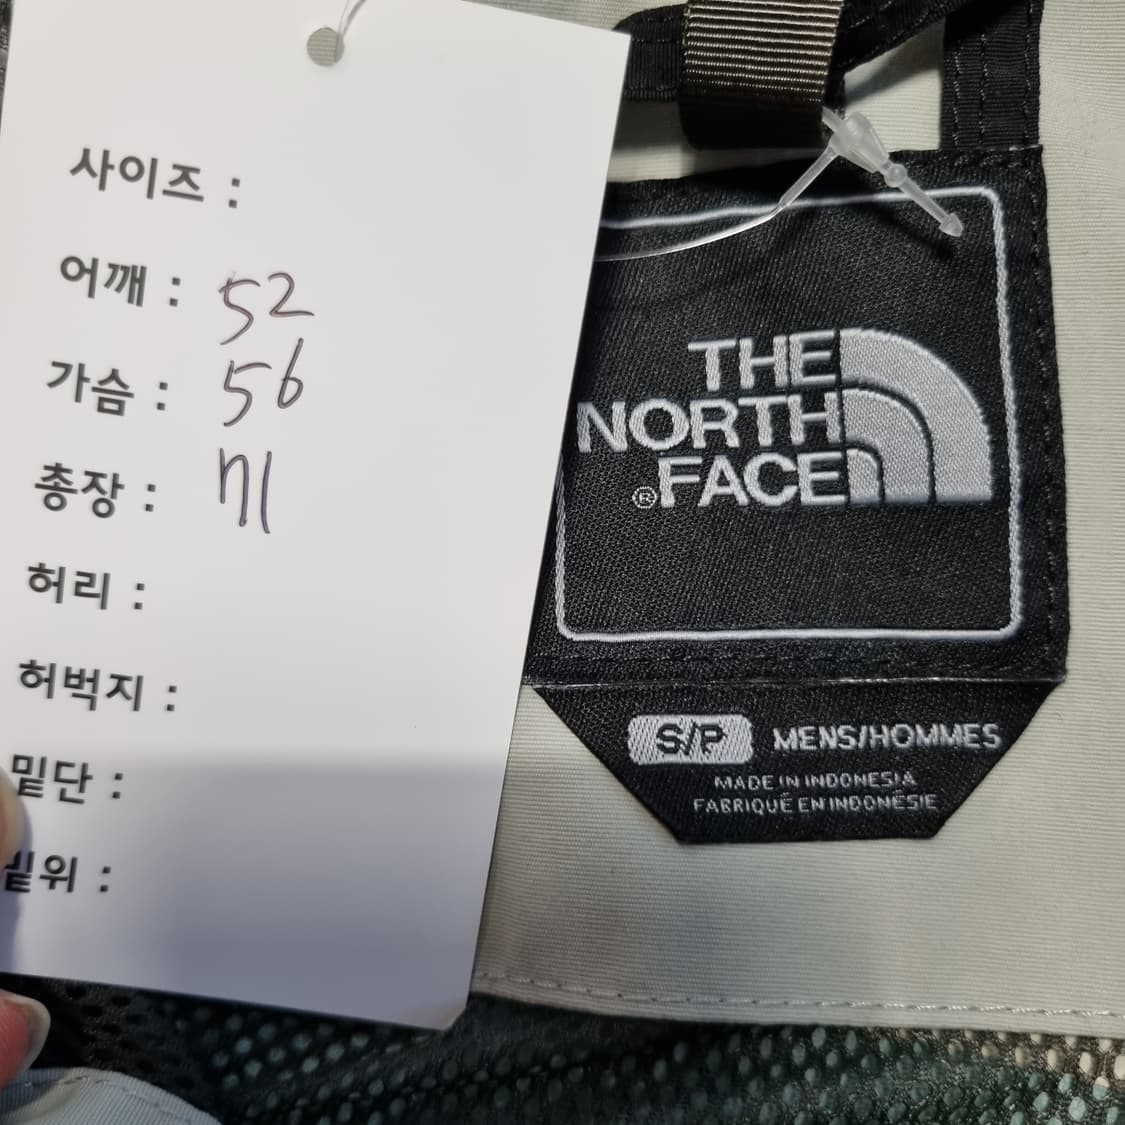 사이즈 :
어깨 : 52
가슴 : 56
총장 : 71
허리 :
허벅지 :
밑단 :
밑위 :
THE
NORTH
® FACE
S/P MENS/HOMMES
MADE IN INDONESIA
FABRIQUÉ EN INDONÉSIE